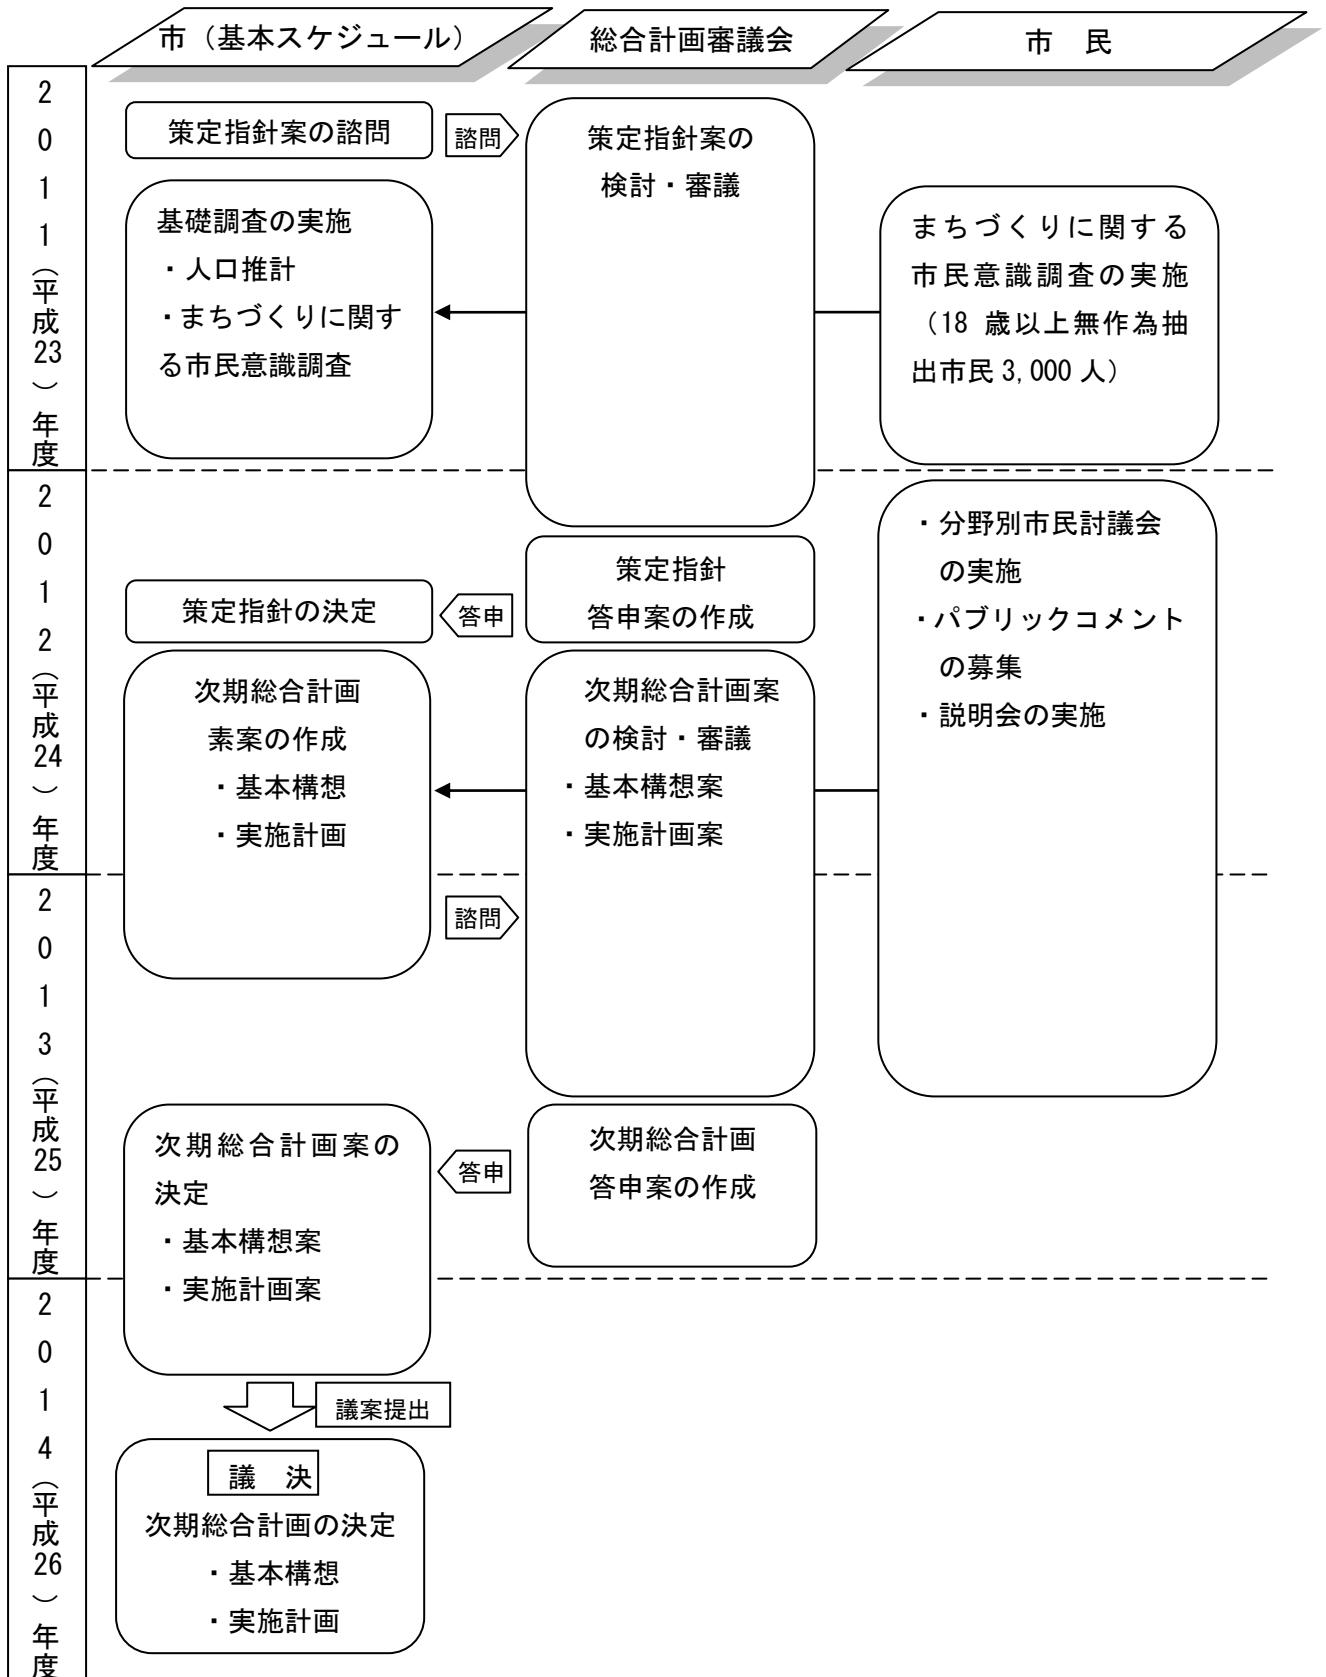 市（基本スケジュール）
総合計画審議会
市　民
2011（平成23）年度
策定指針案の諮問
諮問
策定指針案の
検討・審議
基礎調査の実施
・人口推計
・まちづくりに関す
る市民意識調査
まちづくりに関する
市民意識調査の実施
（18 歳以上無作為抽
出市民 3,000 人）
2012（平成24）年度
策定指針の決定
答申
策定指針
答申案の作成
・分野別市民討議会
の実施
・パブリックコメント
の募集
・説明会の実施
次期総合計画
素案の作成
・基本構想
・実施計画
次期総合計画案
の検討・審議
・基本構想案
・実施計画案
2013（平成25）年度
諮問
次期総合計画案の
決定
・基本構想案
・実施計画案
答申
次期総合計画
答申案の作成
2014（平成26）年度
議案提出
議　決
次期総合計画の決定
・基本構想
・実施計画